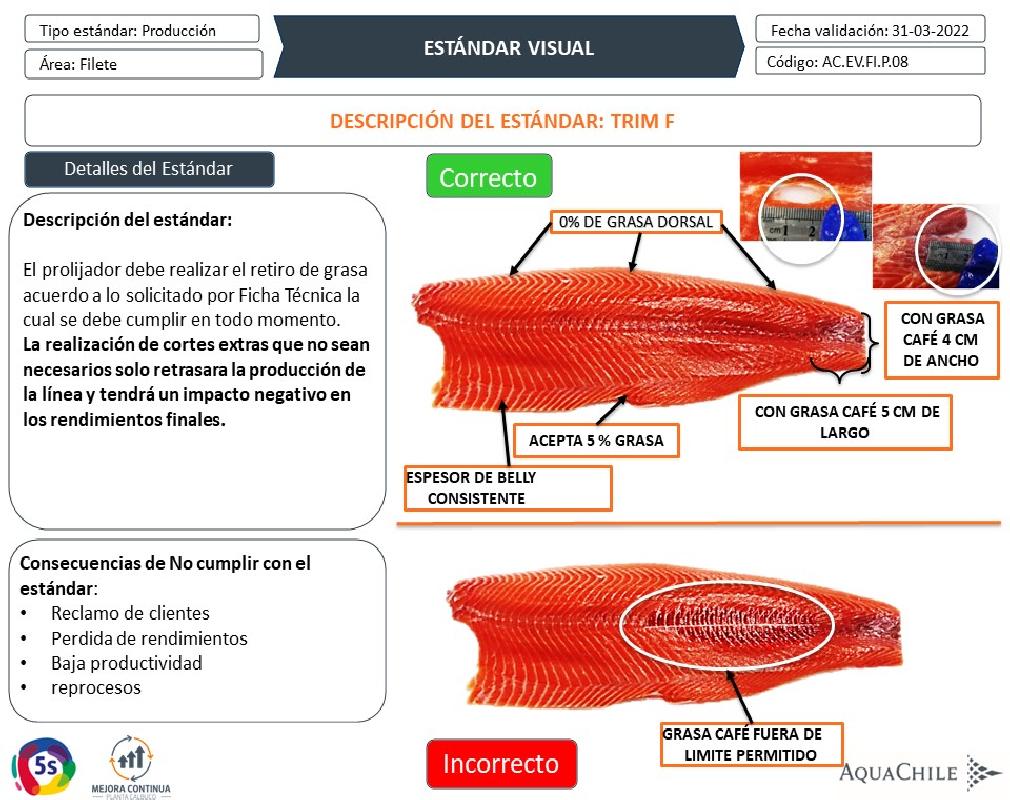 Tipo estándar: Producción
Área: Filete
ESTÁNDAR VISUAL
Fecha validación: 31-03-2022
Código: AC.EV.FI.P.08
DESCRIPCIÓN DEL ESTÁNDAR: TRIM F
Detalles del Estándar
Descripción del estándar:
El prolijador debe realizar el retiro de grasa
acuerdo a lo solicitado por Ficha Técnica la
cual se debe cumplir en todo momento.
La realización de cortes extras que no sean
necesarios solo retrasara la producción de
la línea y tendrá un impacto negativo en
los rendimientos finales.
Consecuencias de No cumplir con el
estándar:
• Reclamo de clientes
• Perdida de rendimientos
• Baja productividad
• reprocesos
Correcto
0% DE GRASA DORSAL
cm 1 2
1 2
CON GRASA
CAFÉ 4 CM
DE ANCHO
CON GRASA CAFÉ 5 CM DE
LARGO
ACEPTA 5 % GRASA
ESPESOR DE BELLY
CONSISTENTE
GRASA CAFÉ FUERA DE
LIMITE PERMITIDO
Incorrecto
5s
MEJORA CONTINUA
PLANTA CALBUCO
AQUACHILE